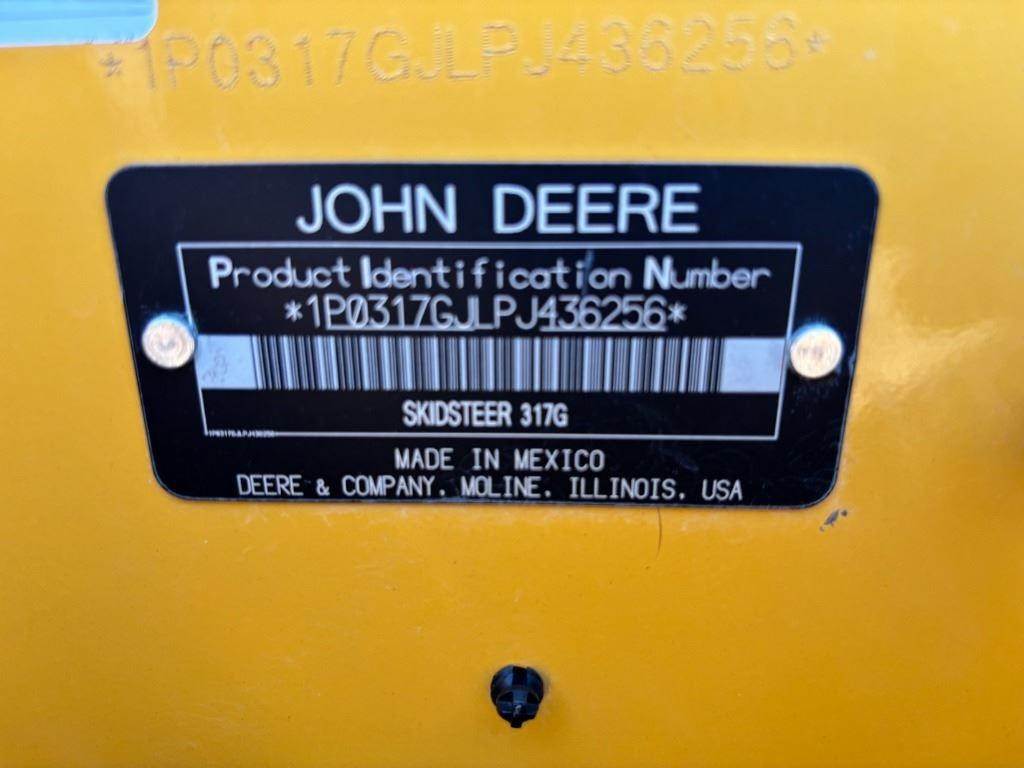 *1P0317GJLPJ436256*
JOHN DEERE
Product Identification Number
*1P0317GJLPJ436256*
SKIDSTEER 317G
MADE IN MEXICO
DEERE & COMPANY, MOLINE, ILLINOIS, USA